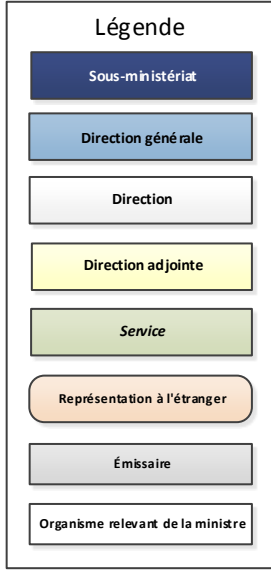 Légende
Sous-ministériat
Direction générale
Direction
Direction adjointe
Service
Représentation à l'étranger
Émissaire
Organisme relevant de la ministre